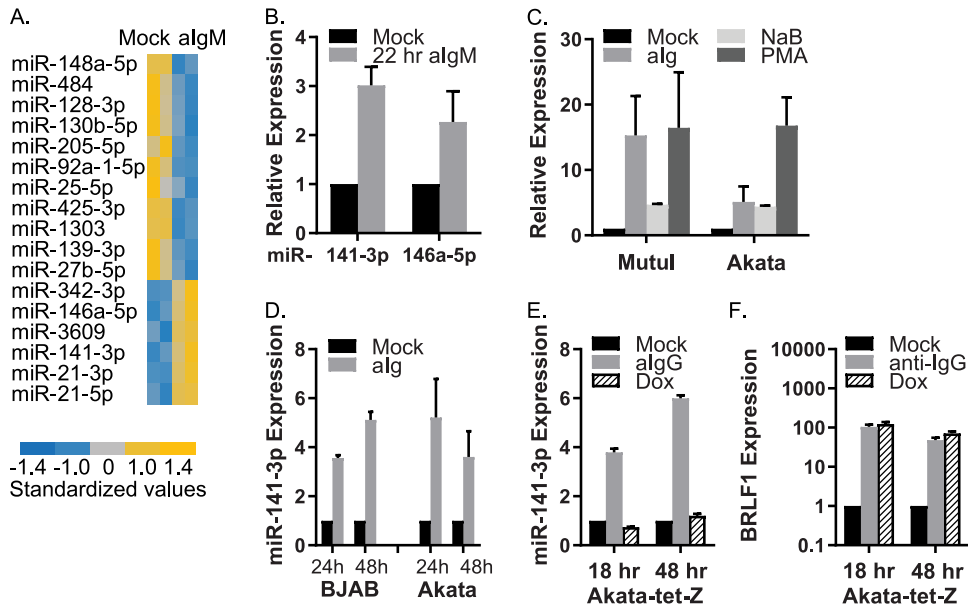 A.
Mock aIgM
miR-148a-5p
miR-484
miR-128-3p
miR-130b-5p
miR-205-5p
miR-92a-1-5p
miR-25-5p
miR-425-3p
miR-1303
miR-139-3p
miR-27b-5p
miR-342-3p
miR-146a-5p
miR-3609
miR-141-3p
miR-21-3p
miR-21-5p
-1.4 -1.0 0 1.0 1.4
Standardized values
B.
Mock
22 hr aIgM
Relative Expression
4
3
2
1
0
miR- 141-3p 146a-5p
C.
Mock
aIg
NaB
PMA
Relative Expression
30
20
10
0
MutuI Akata
D.
Mock
aIg
miR-141-3p Expression
8
6
4
2
0
24h 48h 24h 48h
BJAB Akata
E.
Mock
aIgG
Dox
miR-141-3p Expression
8
6
4
2
0
18 hr 48 hr
Akata-tet-Z
F.
Mock
anti-IgG
Dox
BRLF1 Expression
10000
1000
100
10
1
0.1
18 hr 48 hr
Akata-tet-Z